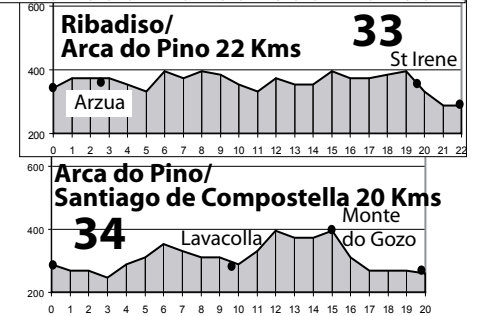 600
Ribadiso/
Arca do Pino 22 Kms
33
St Irene
400
Arzua
200
0 1 2 3 4 5 6 7 8 9 10 11 12 13 14 15 16 17 18 19 20 21 22
600
Arca do Pino/
Santiago de Compostella 20 Kms
34
Monte
do Gozo
Lavacolla
400
200
0 1 2 3 4 5 6 7 8 9 10 11 12 13 14 15 16 17 18 19 20